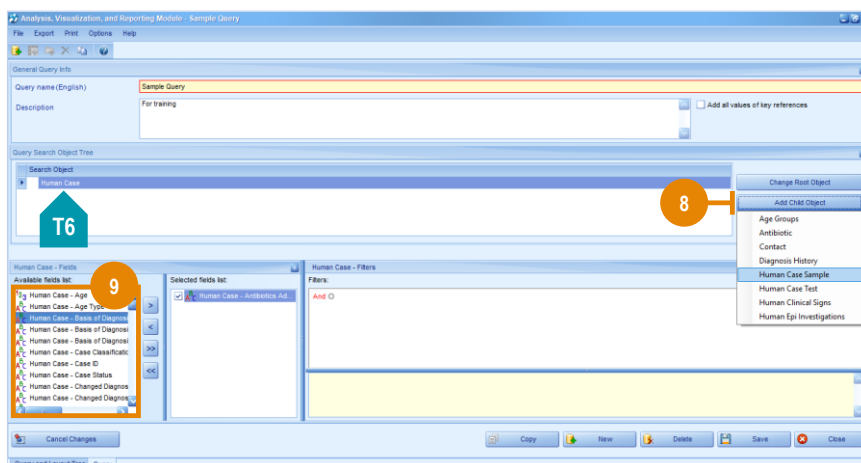 Analysis, Visualization, and Reporting Module - Sample Query
File Export Print Options Help
General Query Info
Query name (English) Sample Query
Description For training Add all values of key references
Query Search Object Tree
Search Object
Human Case
Change Root Object
8 Add Child Object
T6
Age Groups
Antibiotic
Contact
Diagnosis History
Human Case Sample
Human Case Test
Human Clinical Signs
Human Epi Investigations
Human Case - Fields Human Case - Filters
Available fields list: 9 Selected fields list: Filters:
Human Case - Age > Human Case - Antibiotics Ad... And
Human Case - Age Type
Human Case - Basis of Diagnosi
Human Case - Basis of Diagnosi <
Human Case - Basis of Diagnosi
Human Case - Case Classificatic >>
Human Case - Case ID
Human Case - Case Status <<
Human Case - Changed Diagnos
Human Case - Changed Diagnos
Cancel Changes Copy New Delete Save Close
Query and Layout Tree Query